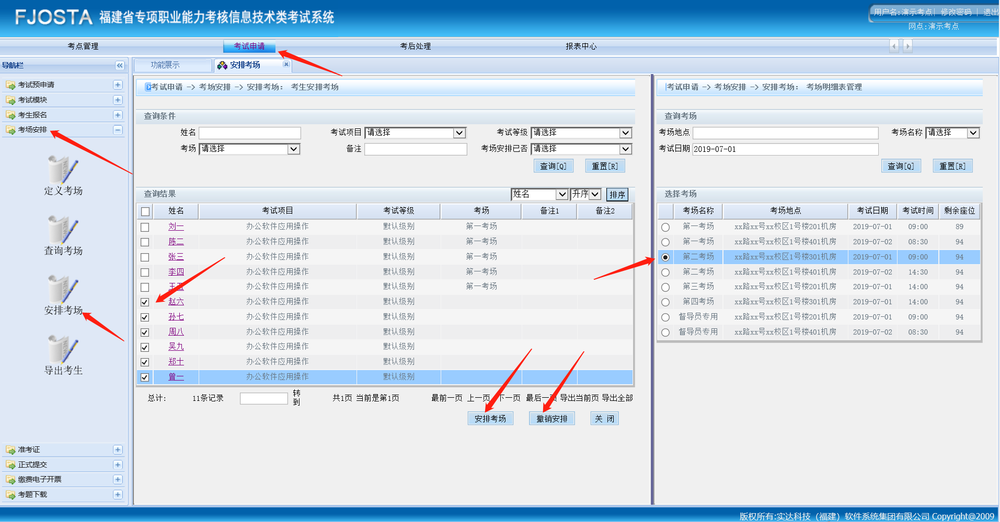 FJOSTA 福建省专项职业能力考核信息技术类考试系统
用户名:演示考点| 修改密码 | 退出
网点:演示考点
考点管理 考试申请 考后处理 报表中心
导航栏
考试预申请
考试模块
考生报名
考场安排
定义考场
查询考场
安排考场
导出考生
准考证
正式提交
缴费电子开票
考题下载
功能展示 安排考场
考试申请 -> 考场安排 -> 安排考场： 考生安排考场
查询条件
姓名 考试项目 请选择 考试等级 请选择
考场 请选择 备注 考场安排已否 请选择
查询[Q] 重置[R]
查询结果 姓名 升序 排序
姓名 考试项目 考试等级 考场 备注1 备注2
刘一 办公软件应用操作 默认级别 第一考场
陈二 办公软件应用操作 默认级别 第一考场
张三 办公软件应用操作 默认级别 第一考场
李四 办公软件应用操作 默认级别 第一考场
王五 办公软件应用操作 默认级别 第一考场
赵六 办公软件应用操作 默认级别
孙七 办公软件应用操作 默认级别
周八 办公软件应用操作 默认级别
吴九 办公软件应用操作 默认级别
郑十 办公软件应用操作 默认级别
曾一 办公软件应用操作 默认级别
总计: 11条记录 转到 共1页 当前是第1页 最前一页 上一页 下一页 最后一页 导出当前页 导出全部
安排考场 撤销安排 关 闭
考试申请 -> 考场安排 -> 安排考场： 考场明细表管理
查询考场
考场地点 考场名称 请选择
考试日期 2019-07-01
查询[Q] 重置[R]
选择考场
考场名称 考场地点 考试日期 考试时间 剩余座位
第一考场 xx路xx号xx校区1号楼201机房 2019-07-01 09:00 89
第一考场 xx路xx号xx校区1号楼401机房 2019-07-02 08:30 94
第二考场 xx路xx号xx校区1号楼301机房 2019-07-01 09:00 94
第二考场 xx路xx号xx校区1号楼401机房 2019-07-02 14:30 94
第三考场 xx路xx号xx校区1号楼201机房 2019-07-01 14:00 94
第四考场 xx路xx号xx校区1号楼301机房 2019-07-01 14:00 94
督导员专用 xx路xx号xx校区1号楼201机房 2019-07-01 09:00 94
督导员专用 xx路xx号xx校区1号楼401机房 2019-07-02 08:30 94
版权所有:实达科技（福建）软件系统集团有限公司 Copyright@2009